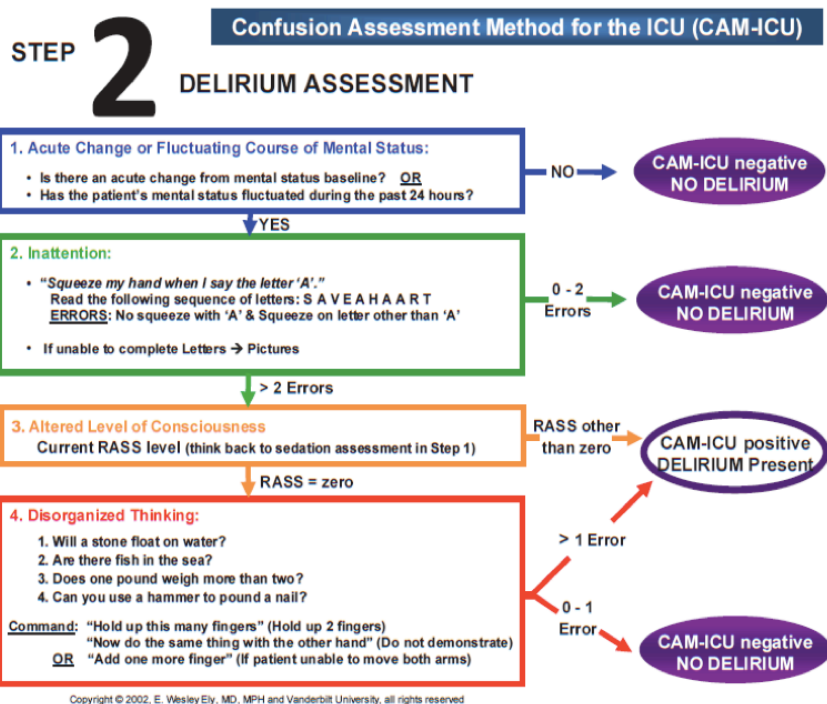 Confusion Assessment Method for the ICU (CAM-ICU)
STEP 2
DELIRIUM ASSESSMENT
1. Acute Change or Fluctuating Course of Mental Status:
• Is there an acute change from mental status baseline? OR
• Has the patient's mental status fluctuated during the past 24 hours?
NO
CAM-ICU negative
NO DELIRIUM
YES
2. Inattention:
• “Squeeze my hand when I say the letter ‘A’.”
Read the following sequence of letters: S A V E A H A A R T
ERRORS: No squeeze with ‘A’ & Squeeze on letter other than ‘A’
• If unable to complete Letters → Pictures
0 - 2
Errors
CAM-ICU negative
NO DELIRIUM
> 2 Errors
3. Altered Level of Consciousness
Current RASS level (think back to sedation assessment in Step 1)
RASS other
than zero
CAM-ICU positive
DELIRIUM Present
RASS = zero
4. Disorganized Thinking:
1. Will a stone float on water?
2. Are there fish in the sea?
3. Does one pound weigh more than two?
4. Can you use a hammer to pound a nail?
Command: “Hold up this many fingers” (Hold up 2 fingers)
“Now do the same thing with the other hand” (Do not demonstrate)
OR “Add one more finger” (If patient unable to move both arms)
> 1 Error
0 - 1
Error
CAM-ICU negative
NO DELIRIUM
Copyright © 2002, E. Wesley Ely, MD, MPH and Vanderbilt University, all rights reserved